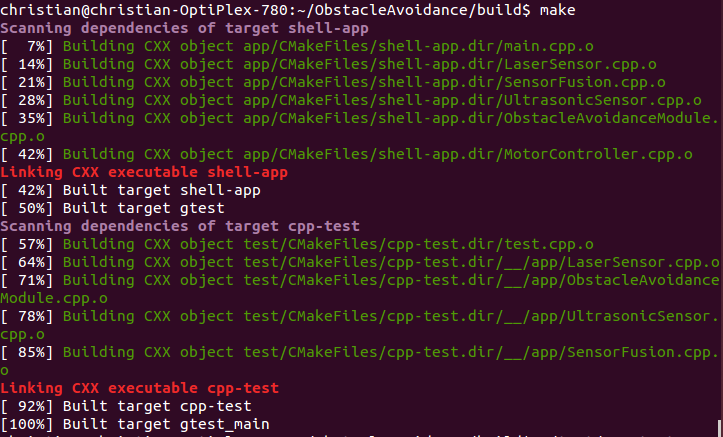 christian@christian-OptiPlex-780:~/ObstacleAvoidance/build$ make
Scanning dependencies of target shell-app
[  7%] Building CXX object app/CMakeFiles/shell-app.dir/main.cpp.o
[ 14%] Building CXX object app/CMakeFiles/shell-app.dir/LaserSensor.cpp.o
[ 21%] Building CXX object app/CMakeFiles/shell-app.dir/SensorFusion.cpp.o
[ 28%] Building CXX object app/CMakeFiles/shell-app.dir/UltrasonicSensor.cpp.o
[ 35%] Building CXX object app/CMakeFiles/shell-app.dir/ObstacleAvoidanceModule.
cpp.o
[ 42%] Building CXX object app/CMakeFiles/shell-app.dir/MotorController.cpp.o
Linking CXX executable shell-app
[ 42%] Built target shell-app
[ 50%] Built target gtest
Scanning dependencies of target cpp-test
[ 57%] Building CXX object test/CMakeFiles/cpp-test.dir/test.cpp.o
[ 64%] Building CXX object test/CMakeFiles/cpp-test.dir/__/app/LaserSensor.cpp.o
[ 71%] Building CXX object test/CMakeFiles/cpp-test.dir/__/app/ObstacleAvoidance
Module.cpp.o
[ 78%] Building CXX object test/CMakeFiles/cpp-test.dir/__/app/UltrasonicSensor.
cpp.o
[ 85%] Building CXX object test/CMakeFiles/cpp-test.dir/__/app/SensorFusion.cpp.
o
Linking CXX executable cpp-test
[ 92%] Built target cpp-test
[100%] Built target gtest_main